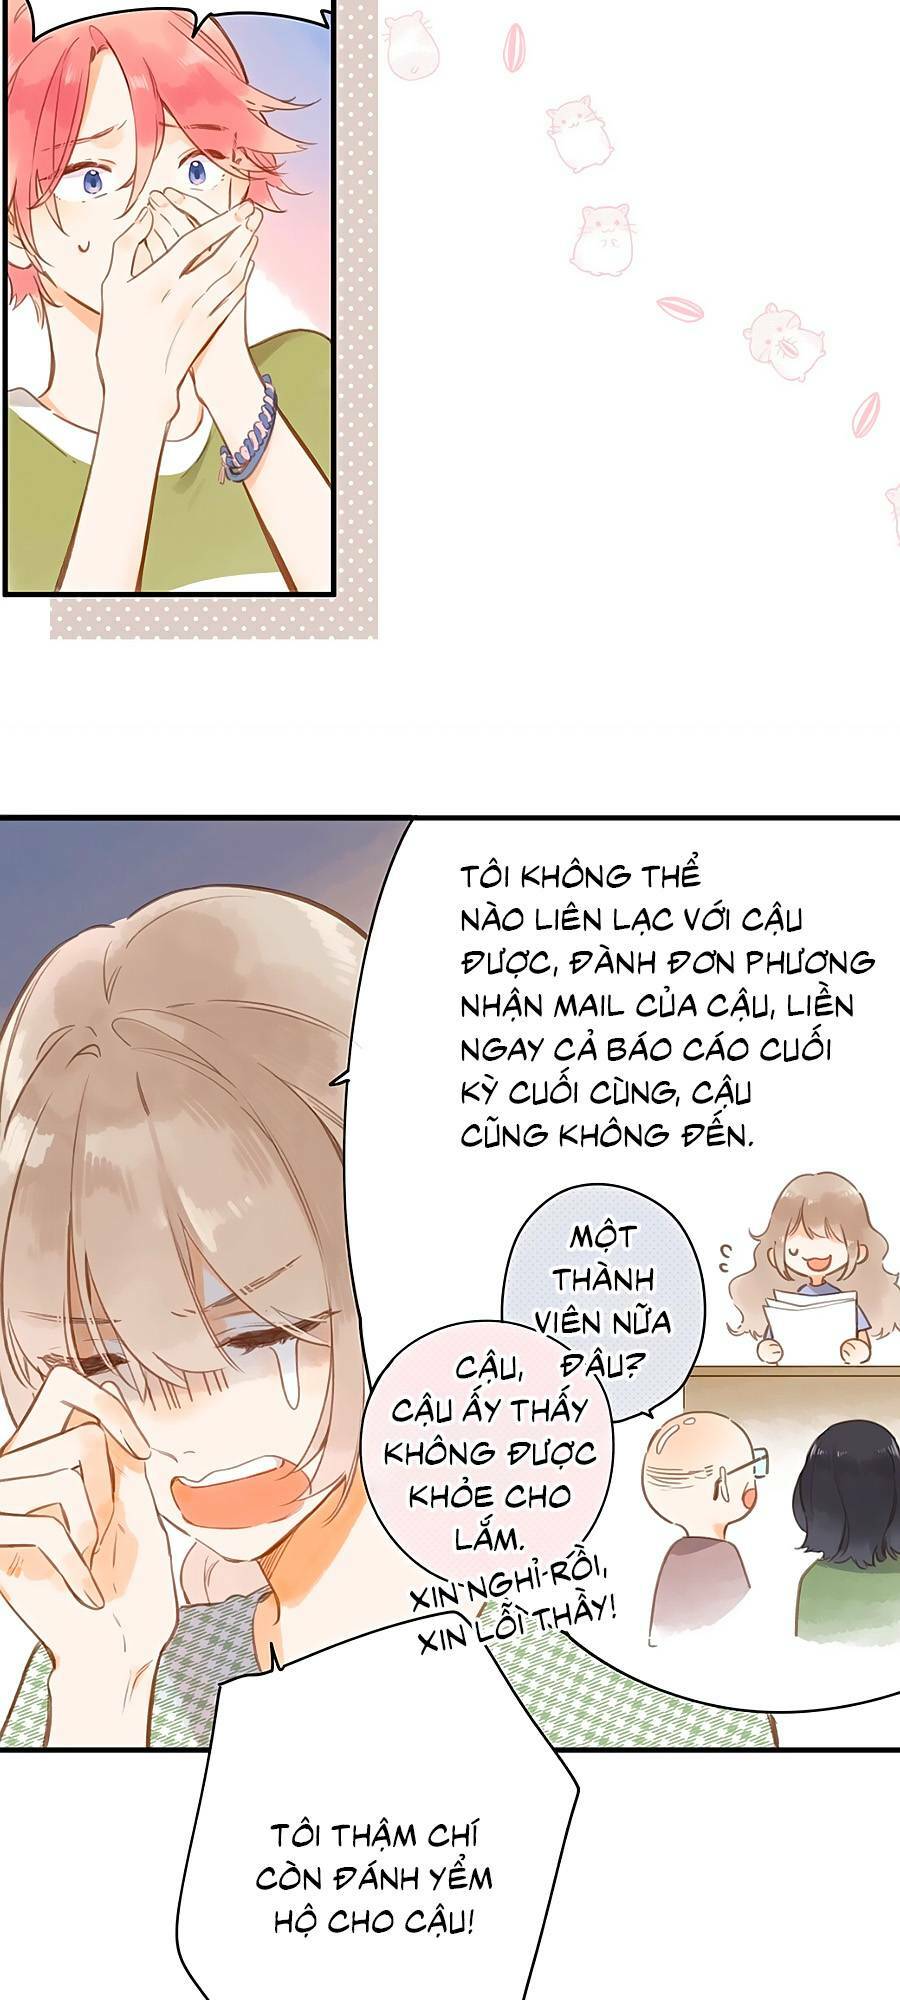 TÔI KHÔNG THỂ
NÀO LIÊN LẠC VỚI CẬU
ĐƯỢC, ĐÀNH ĐƠN PHƯƠNG
NHẬN MAIL CỦA CẬU, LIỀN
NGAY CẢ BÁO CÁO CUỐI
KỲ CUỐI CÙNG, CẬU
CŨNG KHÔNG ĐẾN.
MỘT
THÀNH
VIÊN NỮA
ĐÂU?
CẬU,
CẬU ẤY THẤY
KHÔNG ĐƯỢC
KHỎE CHO
LẮM.
XIN NGHỈ RỒI,
XIN LỖI THẦY!
TÔI THẬM CHÍ
CÒN ĐÁNH YỂM
HỘ CHO CẬU!